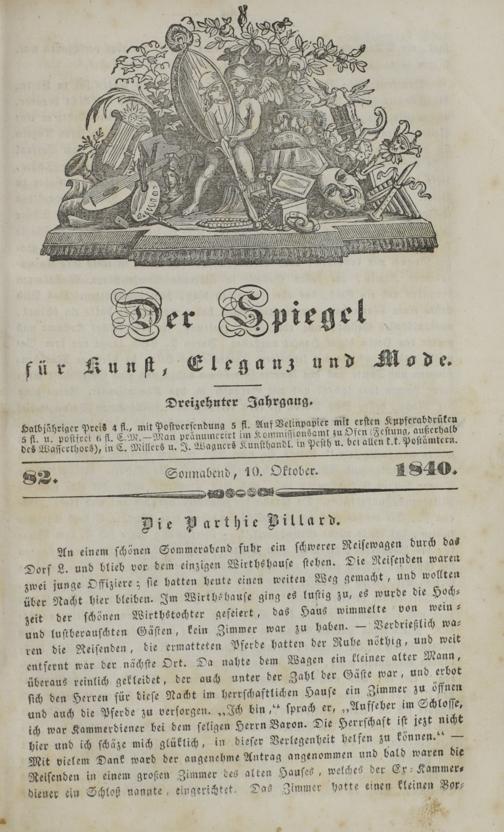 Der Spiegel
für Kunst, Eleganz und Mode.
Dreizehnter Jahrgang.
Halbjähriger Preis 4 fl., mit Postversendung 5 fl. Auf Velinpapier mit ersten Kupferabdrüken
5 fl. u. postfrei 6 fl. C.M. — Man pränumerirt im Kommissionsamt zu Ofen (Festung, außerhalb
des Wasserthors), in C. Millers u. J. Wagners Kunsthandl. in Pesth u. bei allen k.k. Postämtern.
82. Sonnabend, 10. Oktober. 1840.
Die Parthie Billard.
An einem schönen Sommerabend fuhr ein schwerer Reisewagen durch das
Dorf L. und blieb vor dem einzigen Wirthshause stehen. Die Reisenden waren
zwei junge Offiziere; sie hatten heute einen weiten Weg gemacht, und wollten
über Nacht hier bleiben. Im Wirthshause ging es lustig zu, es wurde die Hoch-
zeit der schönen Wirthstochter gefeiert, das Haus wimmelte von wein-
und lustberauschten Gästen, kein Zimmer war zu haben. — Verdrießlich wa-
ren die Reisenden, die ermatteten Pferde hatten der Ruhe nöthig, und weit
entfernt war der nächste Ort. Da nahte dem Wagen ein kleiner alter Mann,
überaus reinlich gekleidet, der auch unter der Zahl der Gäste war, und erbot
sich den Herren für diese Nacht im herrschaftlichen Hause ein Zimmer zu öffnen
und auch die Pferde zu versorgen. „Ich bin,“ sprach er, „Aufseher im Schlosse,
ich war Kammerdiener bei dem seligen Herrn Baron. Die Herrschaft ist jezt nicht
hier und ich schäze mich glücklich, in dieser Verlegenheit helfen zu können.“ —
Mit vielem Dank ward der angenehme Antrag angenommen und bald waren die
Reisenden in einem großen Zimmer des alten Hauses, welches der Ex-Kammer-
diener ein Schloß nannte, eingerichtet. Das Zimmer hatte einen kleinen Vor-